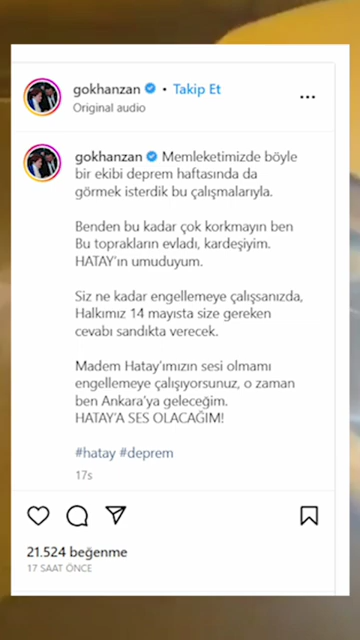 gokhanzan • Takip Et
Original audio
gokhanzan Memleketimizde böyle
bir ekibi deprem haftasında da
görmek isterdik bu çalışmalarıyla.
Benden bu kadar çok korkmayın ben
Bu toprakların evladı, kardeşiyim.
HATAY'ın umuduyum.
Siz ne kadar engellemeye çalışsanızda,
Halkımız 14 mayısta size gereken
cevabı sandıkta verecek.
Madem Hatay'ımızın sesi olmamı
engellemeye çalışıyorsunuz, o zaman
ben Ankara'ya geleceğim.
HATAY'A SES OLACAĞIM!
#hatay #deprem
17s
21.524 beğenme
17 SAAT ÖNCE